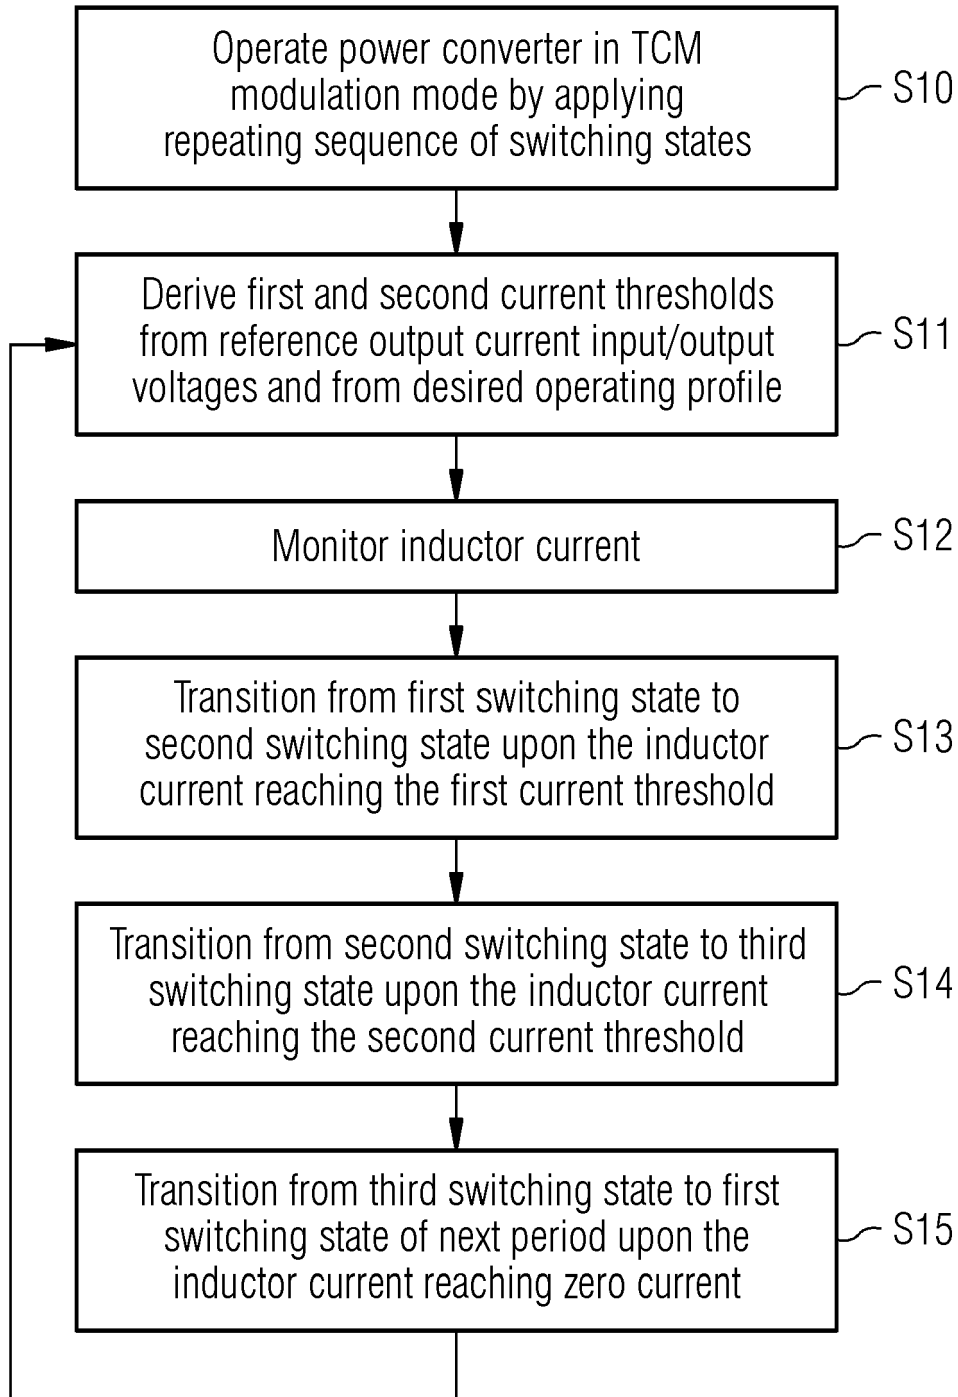 Operate power converter in TCM
modulation mode by applying
repeating sequence of switching states
S10
Derive first and second current thresholds
from reference output current input/output
voltages and from desired operating profile
S11
Monitor inductor current
S12
Transition from first switching state to
second switching state upon the inductor
current reaching the first current threshold
S13
Transition from second switching state to third
switching state upon the inductor current
reaching the second current threshold
S14
Transition from third switching state to first
switching state of next period upon the
inductor current reaching zero current
S15